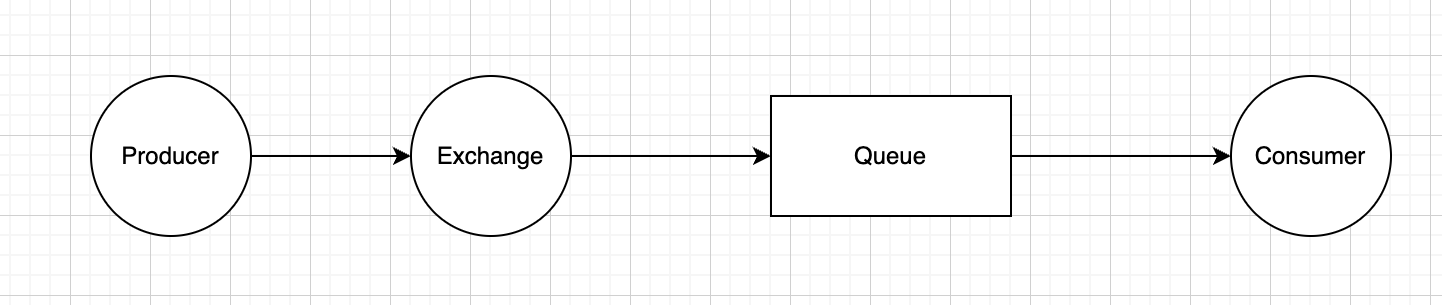 Producer
Exchange
Queue
Consumer